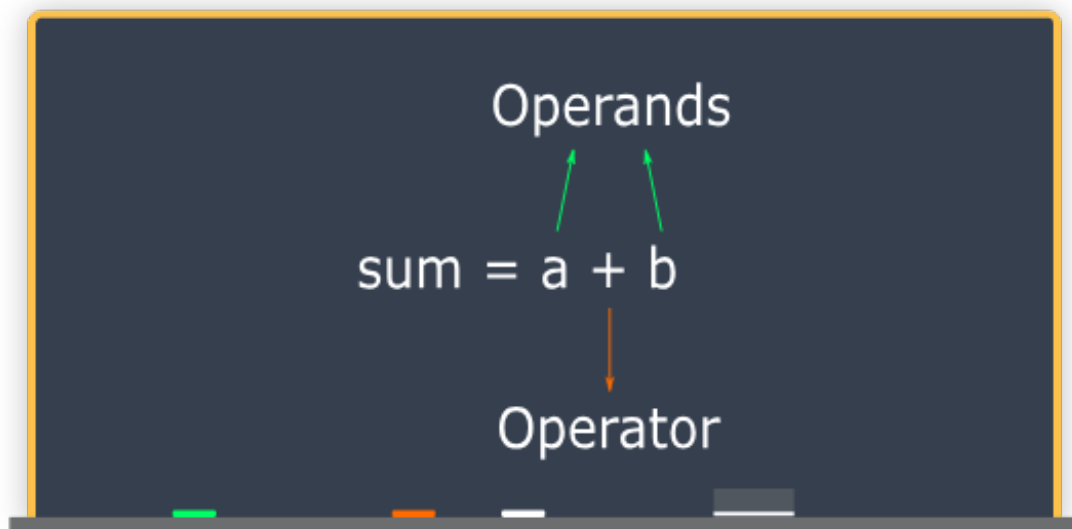 Operands
sum = a + b
Operator